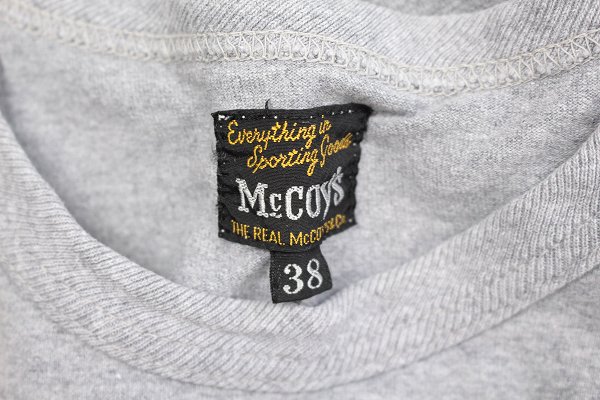 Everything in
Sporting Goods
McCOY'S
THE REAL McCOY'S & Co.
38